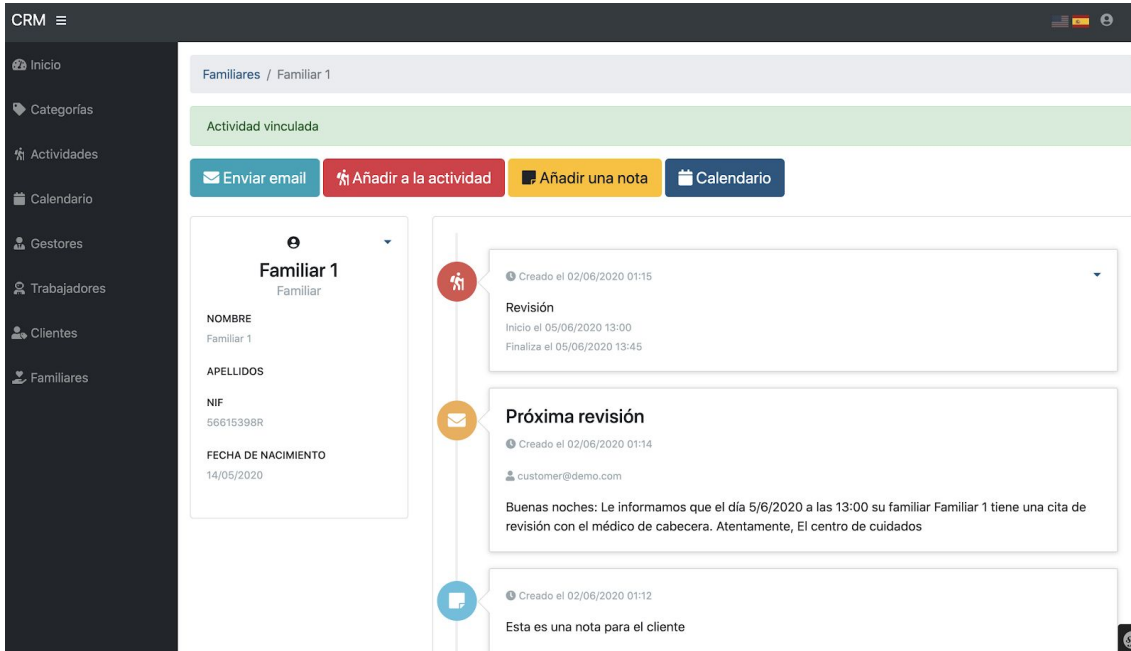 CRM
Inicio
Categorías
Actividades
Calendario
Gestores
Trabajadores
Clientes
Familiares
Familiares / Familiar 1
Actividad vinculada
Enviar email
Añadir a la actividad
Añadir una nota
Calendario
Familiar 1
Familiar
NOMBRE
Familiar 1
APELLIDOS
NIF
56615398R
FECHA DE NACIMIENTO
14/05/2020
Creado el 02/06/2020 01:15
Revisión
Inicio el 05/06/2020 13:00
Finaliza el 05/06/2020 13:45
Próxima revisión
Creado el 02/06/2020 01:14
customer@demo.com
Buenas noches: Le informamos que el día 5/6/2020 a las 13:00 su familiar Familiar 1 tiene una cita de
revisión con el médico de cabecera. Atentamente, El centro de cuidados
Creado el 02/06/2020 01:12
Esta es una nota para el cliente